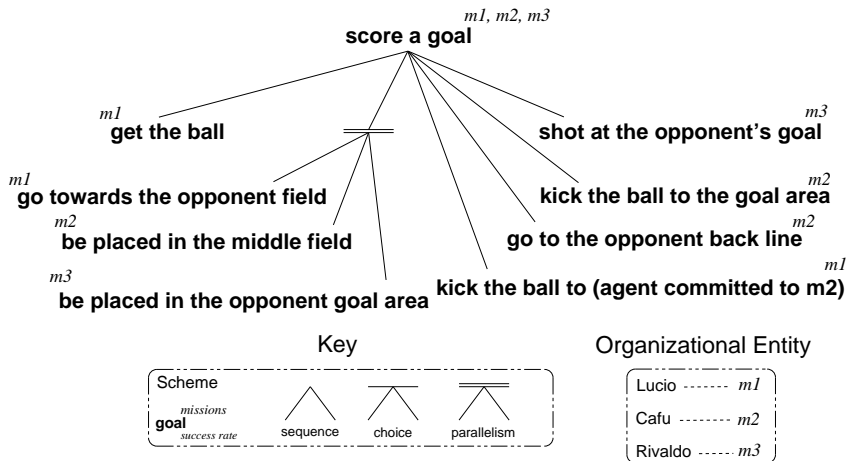 m1, m2, m3
score a goal
m1
get the ball
m3
shot at the opponent's goal
m1
go towards the opponent field
m2
kick the ball to the goal area
m2
be placed in the middle field
m2
go to the opponent back line
m3
be placed in the opponent goal area
m1
kick the ball to (agent committed to m2)
Key
Scheme
missions
goal
success rate
sequence
choice
parallelism
Organizational Entity
Lucio m1
Cafu m2
Rivaldo m3